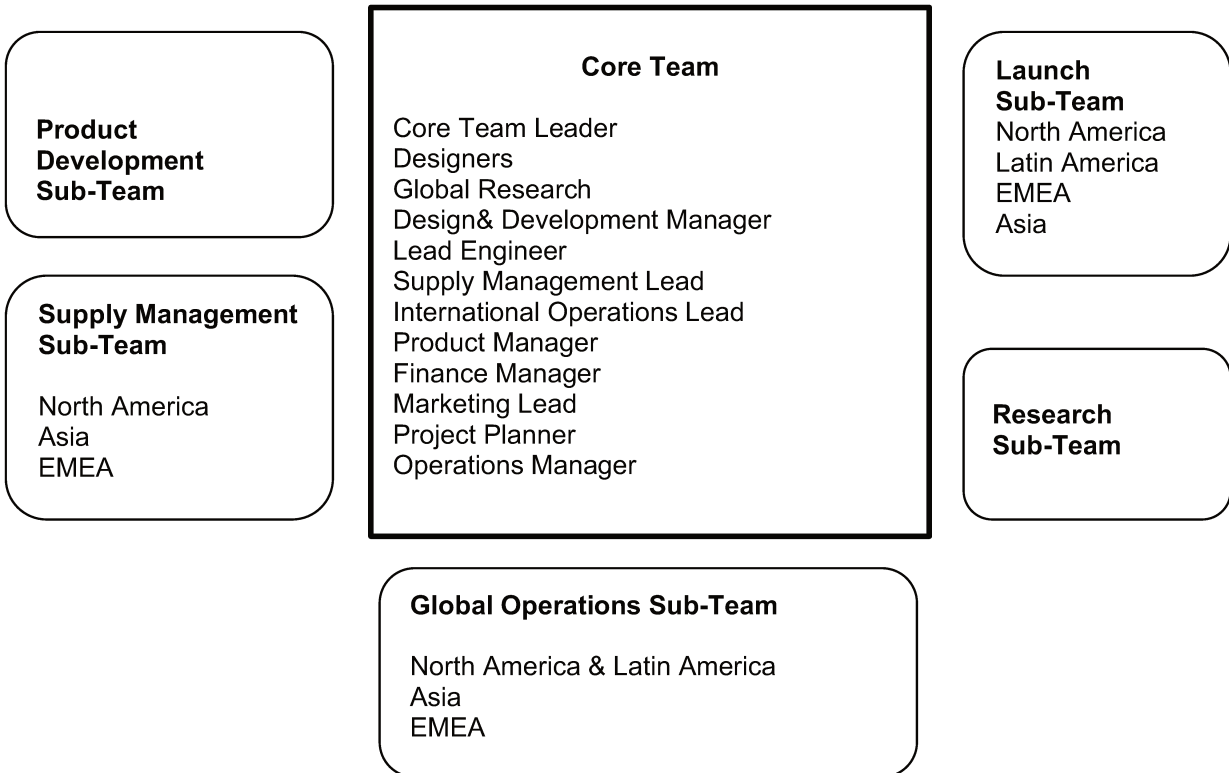 Product
Development
Sub-Team
Supply Management
Sub-Team
North America
Asia
EMEA
Core Team
Core Team Leader
Designers
Global Research
Design& Development Manager
Lead Engineer
Supply Management Lead
International Operations Lead
Product Manager
Finance Manager
Marketing Lead
Project Planner
Operations Manager
Launch
Sub-Team
North America
Latin America
EMEA
Asia
Research
Sub-Team
Global Operations Sub-Team
North America & Latin America
Asia
EMEA